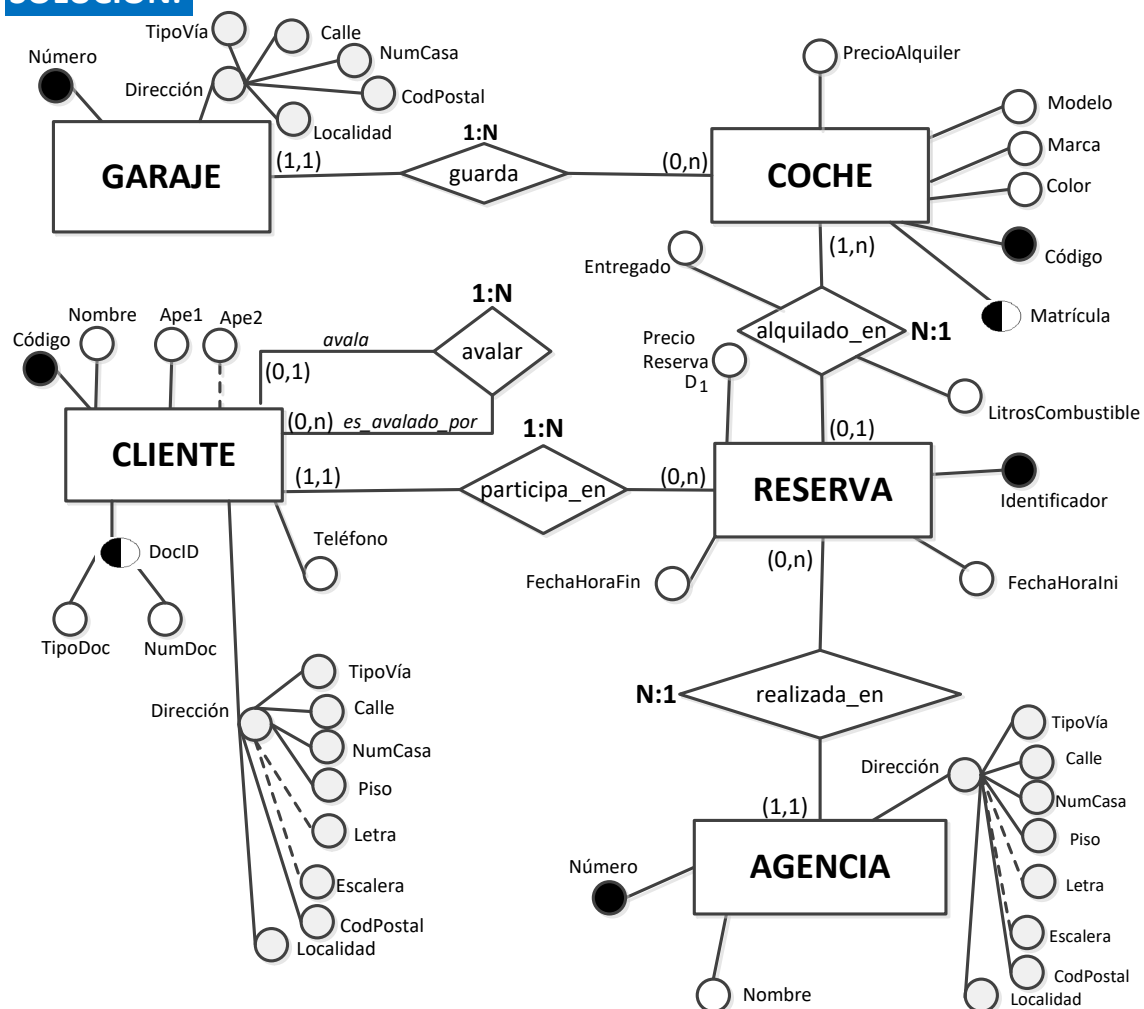 SOLUCIÓN:
TipoVía
Calle
Número
NumCasa
Dirección
CodPostal
Localidad
PrecioAlquiler
Modelo
Marca
Color
Código
Matrícula
GARAJE
(1,1)
1:N
guarda
(0,n)
COCHE
(1,n)
Entregado
alquilado_en
N:1
LitrosCombustible
Precio
Reserva
D1
(0,1)
Nombre
Ape1
Ape2
Código
avala
1:N
avalar
(0,1)
(0,n)
es_avalado_por
CLIENTE
(1,1)
1:N
participa_en
(0,n)
RESERVA
Identificador
Teléfono
DocID
TipoDoc
NumDoc
FechaHoraFin
(0,n)
FechaHoraIni
Dirección
TipoVía
Calle
NumCasa
Piso
Letra
Escalera
CodPostal
Localidad
N:1
realizada_en
(1,1)
Dirección
TipoVía
Calle
NumCasa
Piso
Letra
Escalera
CodPostal
Localidad
Número
AGENCIA
Nombre